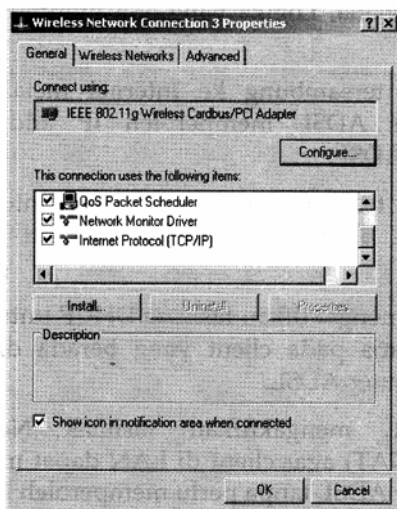 Wireless Network Connection 3 Properties
General Wireless Networks Advanced
Connect using:
IEEE 802.11g Wireless Cardbus/PCI Adapter
Configure...
This connection uses the following items:
QoS Packet Scheduler
Network Monitor Driver
Internet Protocol (TCP/IP)
Install... Uninstall Properties
Description
Show icon in notification area when connected
OK Cancel